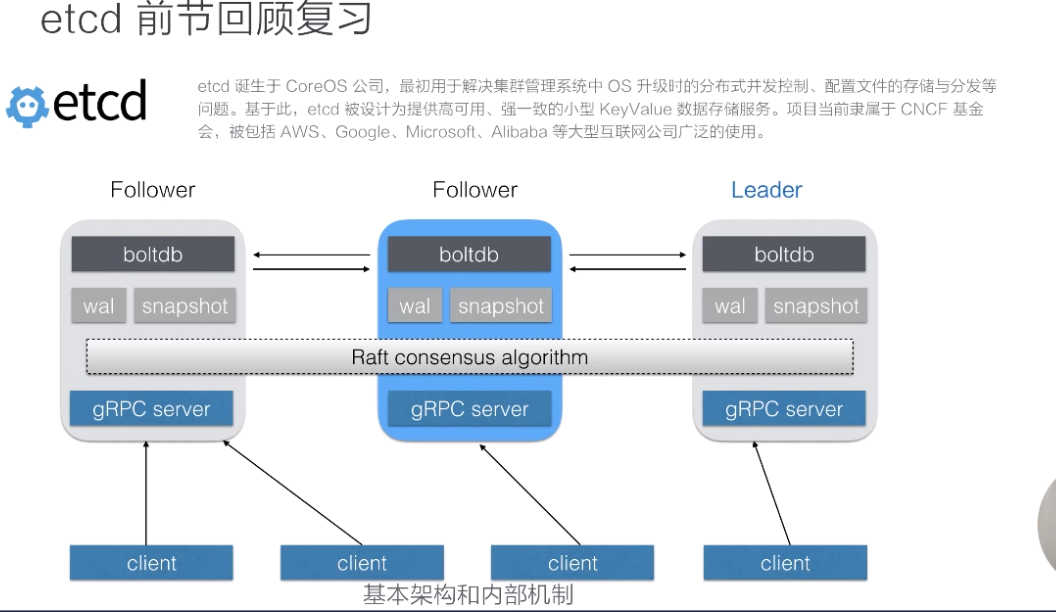 etcd 前节回顾复习
etcd
etcd 诞生于 CoreOS 公司，最初用于解决集群管理系统中 OS 升级时的分布式并发控制、配置文件的存储与分发等
问题。基于此，etcd 被设计为提供高可用、强一致的小型 KeyValue 数据存储服务。项目当前隶属于 CNCF 基金
会，被包括 AWS、Google、Microsoft、Alibaba 等大型互联网公司广泛的使用。
Follower Follower Leader
boltdb boltdb boltdb
wal snapshot wal snapshot wal snapshot
Raft consensus algorithm
gRPC server gRPC server gRPC server
client client client client
基本架构和内部机制